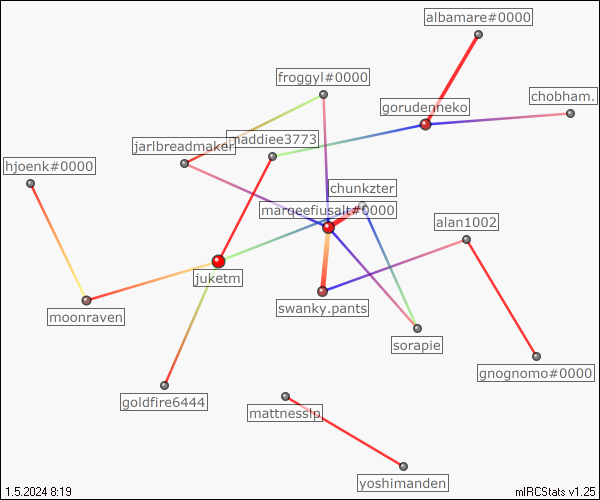 albamare#0000
froggyl#0000
chobham.
gorudenneko
maddiee3773
jarlbreadmaker
hjoenk#0000
chunkzter
marqeefiusalt#0000
alan1002
juketm
swanky.pants
moonraven
sorapie
gnognomo#0000
goldfire6444
mattnesslp
yoshimanden
1.5.2024 8:19
mIRCStats v1.25